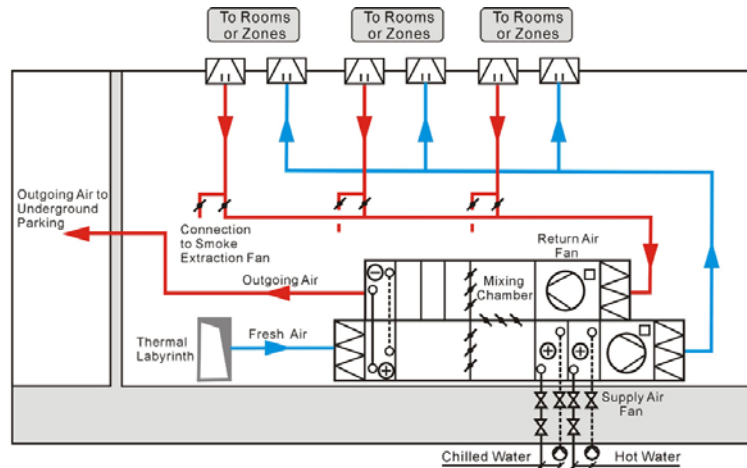 To Rooms
or Zones
To Rooms
or Zones
To Rooms
or Zones
Outgoing Air to
Underground
Parking
Connection
to Smoke
Extraction Fan
Return Air
Fan
Outgoing Air
Mixing
Chamber
Thermal
Labyrinth
Fresh Air
Supply Air
Fan
Chilled Water
Hot Water